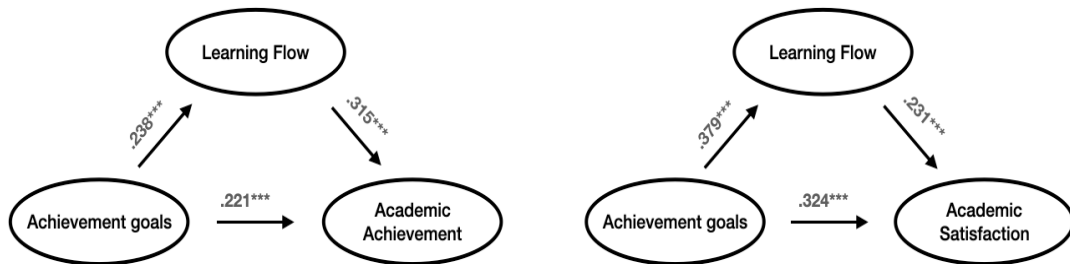 Learning Flow
.238***
.315***
Achievement goals
.221***
Academic
Achievement
Learning Flow
.379***
.231***
Achievement goals
.324***
Academic
Satisfaction